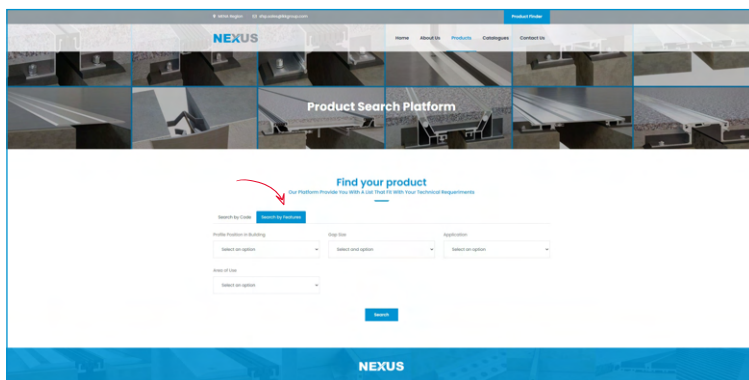 MENA Region
Product Finder
NEXUS
Home About Us Products Catalogues Contact Us
Product Search Platform
Find your product
Our Platform Provide You With A List That Fit With Your Technical Requirments
Search by Code Search by Features
Profile Position in Building Gap Size Application
Select an option Select and option Select an option
Area of Use
Select an option
Search
NEXUS